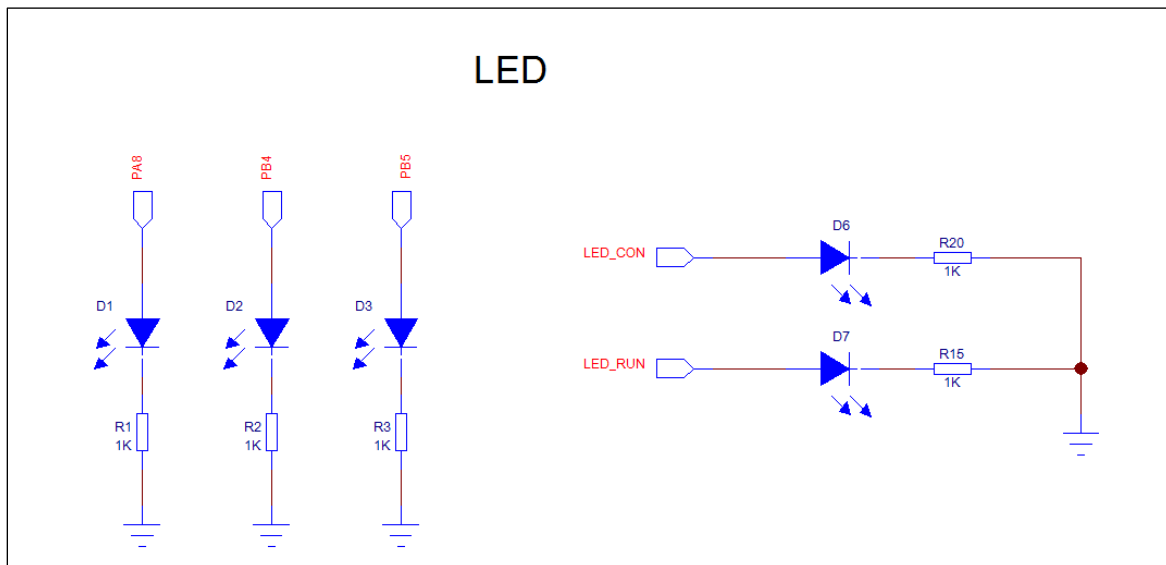 LED
PA8
PB4
PB5
D1
D2
D3
R1
1K
R2
1K
R3
1K
LED_CON
D6
R20
1K
LED_RUN
D7
R15
1K